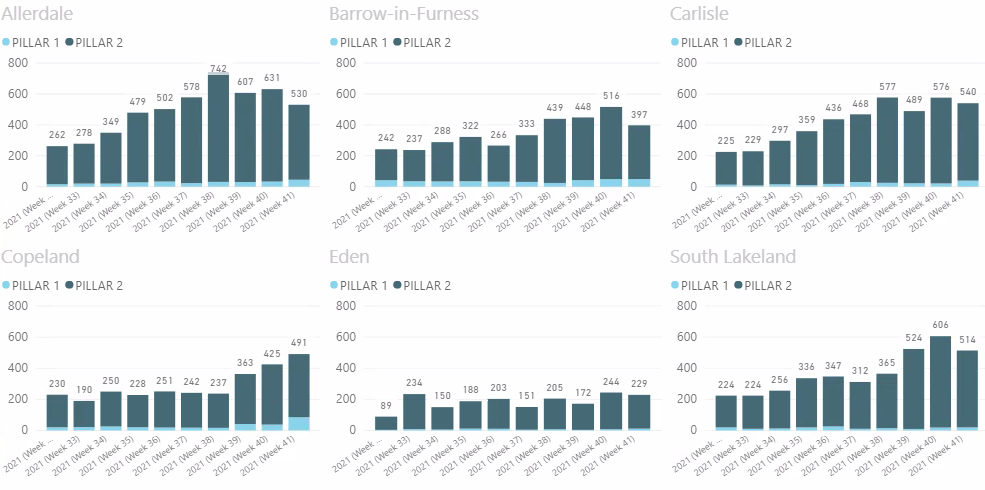 Allerdale
PILLAR 1 PILLAR 2
800
600
400
200
0
262 278 349 479 502 578 742 607 631 530
2021 (Week ... 2021 (Week 33) 2021 (Week 34) 2021 (Week 35) 2021 (Week 36) 2021 (Week 37) 2021 (Week 38) 2021 (Week 39) 2021 (Week 40) 2021 (Week 41)
Barrow-in-Furness
PILLAR 1 PILLAR 2
800
600
400
200
0
242 237 288 322 266 333 439 448 516 397
2021 (Week ... 2021 (Week 33) 2021 (Week 34) 2021 (Week 35) 2021 (Week 36) 2021 (Week 37) 2021 (Week 38) 2021 (Week 39) 2021 (Week 40) 2021 (Week 41)
Carlisle
PILLAR 1 PILLAR 2
800
600
400
200
0
225 229 297 359 436 468 577 489 576 540
2021 (Week ... 2021 (Week 33) 2021 (Week 34) 2021 (Week 35) 2021 (Week 36) 2021 (Week 37) 2021 (Week 38) 2021 (Week 39) 2021 (Week 40) 2021 (Week 41)
Copeland
PILLAR 1 PILLAR 2
800
600
400
200
0
230 190 250 228 251 242 237 363 425 491
2021 (Week ... 2021 (Week 33) 2021 (Week 34) 2021 (Week 35) 2021 (Week 36) 2021 (Week 37) 2021 (Week 38) 2021 (Week 39) 2021 (Week 40) 2021 (Week 41)
Eden
PILLAR 1 PILLAR 2
800
600
400
200
0
89 234 150 188 203 151 205 172 244 229
2021 (Week ... 2021 (Week 33) 2021 (Week 34) 2021 (Week 35) 2021 (Week 36) 2021 (Week 37) 2021 (Week 38) 2021 (Week 39) 2021 (Week 40) 2021 (Week 41)
South Lakeland
PILLAR 1 PILLAR 2
800
600
400
200
0
224 224 256 336 347 312 365 524 606 514
2021 (Week ... 2021 (Week 33) 2021 (Week 34) 2021 (Week 35) 2021 (Week 36) 2021 (Week 37) 2021 (Week 38) 2021 (Week 39) 2021 (Week 40) 2021 (Week 41)